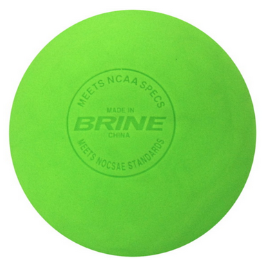 MEETS NCAA SPECS
MADE IN
BRINE
CHINA
MEETS NOCSAE STANDARDS